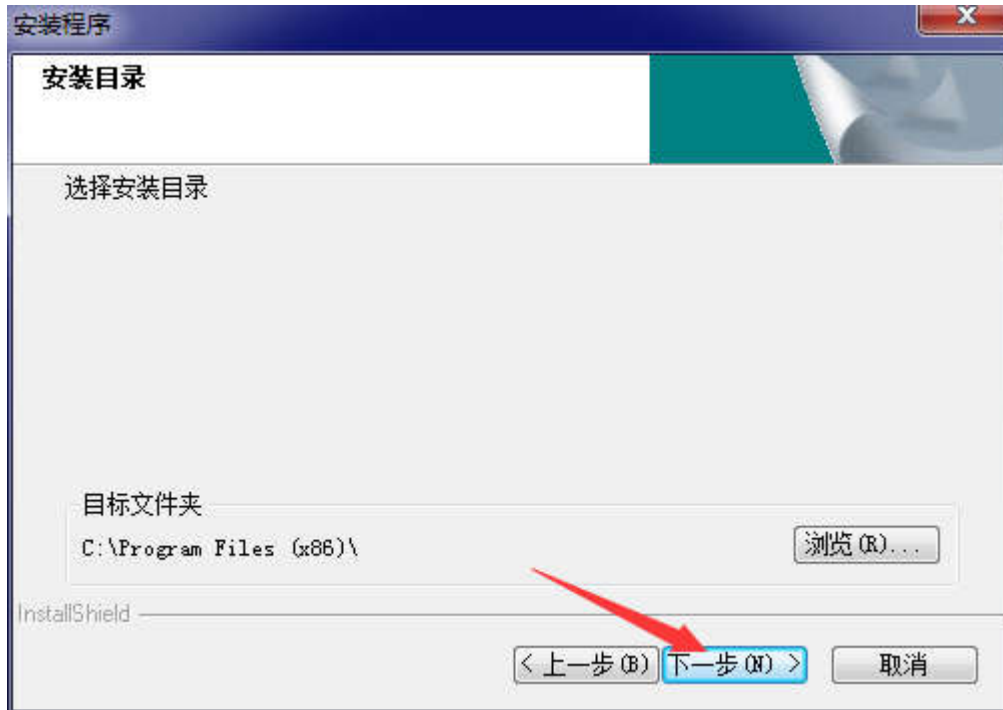 安装程序
安装目录
选择安装目录
目标文件夹
C:\Program Files (x86)\
浏览(R)...
InstallShield
< 上一步(B)
下一步(N) >
取消